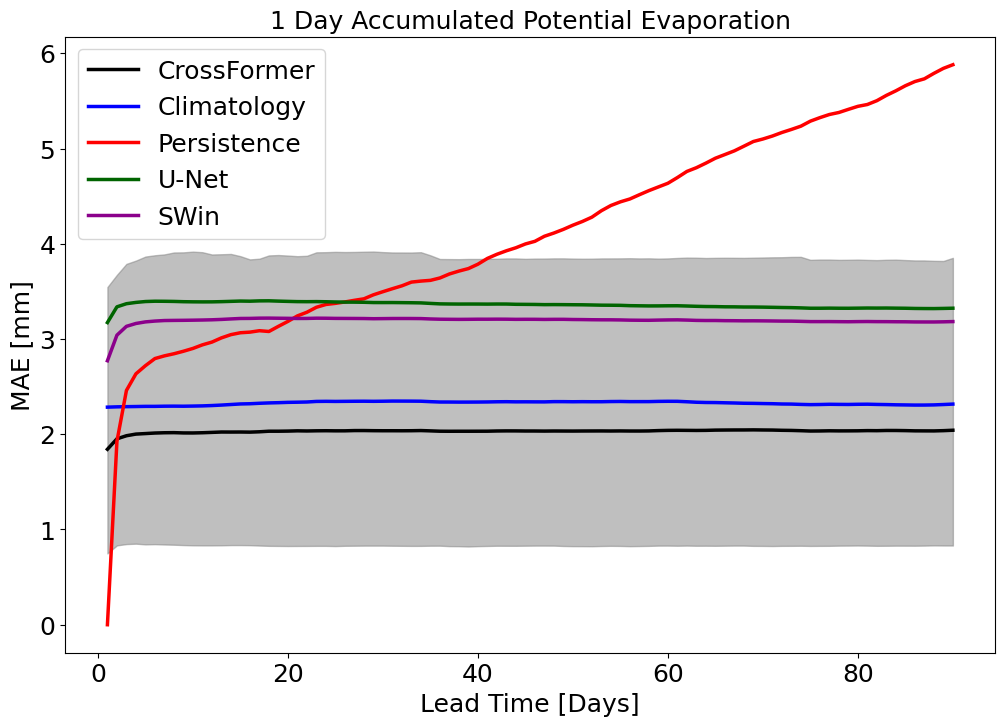 1 Day Accumulated Potential Evaporation
CrossFormer
Climatology
Persistence
U-Net
SWin
MAE [mm]
6
5
4
3
2
1
0
0 20 40 60 80
Lead Time [Days]